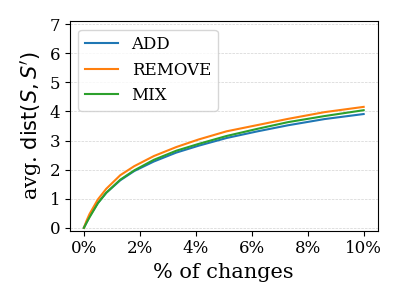 ADD
REMOVE
MIX
7
6
5
4
3
2
1
0
avg. dist(S, S′)
0% 2% 4% 6% 8% 10%
% of changes